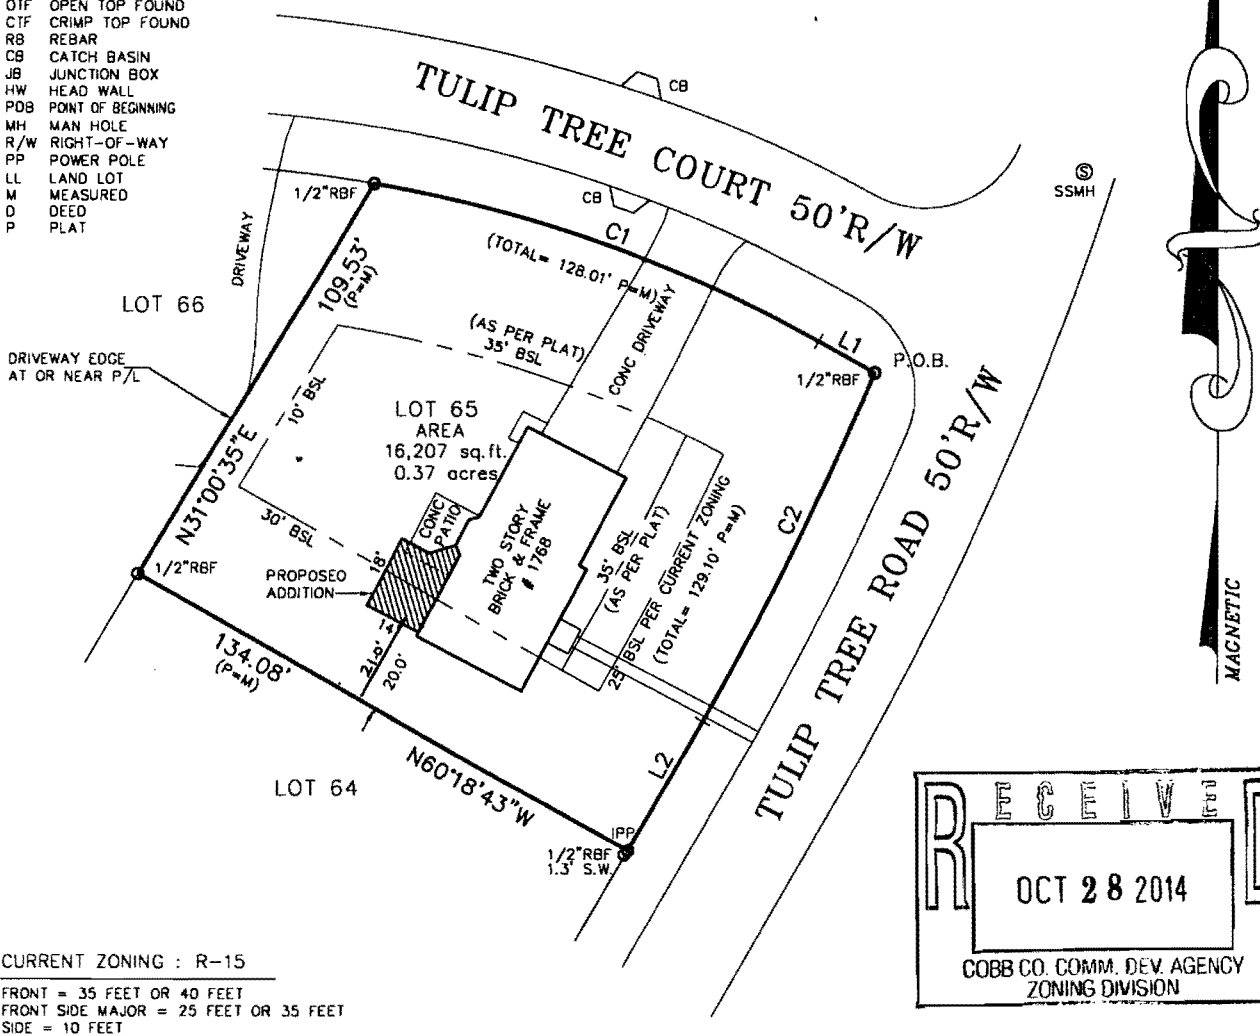 OTF OPEN TOP FOUND
CTF CRIMP TOP FOUND
RB REBAR
CB CATCH BASIN
JB JUNCTION BOX
HW HEAD WALL
POB POINT OF BEGINNING
MH MAN HOLE
R/W RIGHT-OF-WAY
PP POWER POLE
LL LAND LOT
M MEASURED
D DEED
P PLAT
CB
TULIP TREE COURT 50'R/W
S
SSMH
1/2"RBF
CB
C1
(TOTAL= 128.01' P=M)
DRIVEWAY
109.53'
(P=M)
LOT 66
(AS PER PLAT)
35' BSL
CONC DRIVEWAY
L1
P.O.B.
1/2"RBF
DRIVEWAY EDGE
AT OR NEAR P/L
10' BSL
LOT 65
AREA
16,207 sq.ft.
0.37 acres
N31°00'35"E
30' BSL
CONC
PATIO
TWO STORY
BRICK & FRAME
# 1768
35' BSL
(AS PER PLAT)
25' BSL PER CURRENT ZONING
(TOTAL= 129.10' P=M)
C2
TULIP TREE ROAD 50'R/W
1/2"RBF
PROPOSED
ADDITION
18'
14'
21.0'
20.0'
134.08'
(P=M)
N60°18'43"W
L2
LOT 64
IPP
1/2"RBF
1.3' S.W.
MAGNETIC
RECEIVED
OCT 28 2014
COBB CO. COMM. DEV. AGENCY
ZONING DIVISION
CURRENT ZONING : R-15
FRONT = 35 FEET OR 40 FEET
FRONT SIDE MAJOR = 25 FEET OR 35 FEET
SIDE = 10 FEET